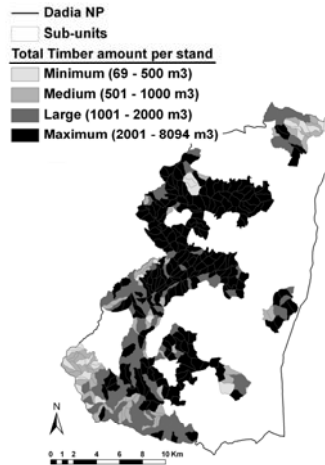 Dadia NP
Sub-units
Total Timber amount per stand
Minimum (69 - 500 m3)
Medium (501 - 1000 m3)
Large (1001 - 2000 m3)
Maximum (2001 - 8094 m3)
N
0 1 2 4 6 8 10 Km